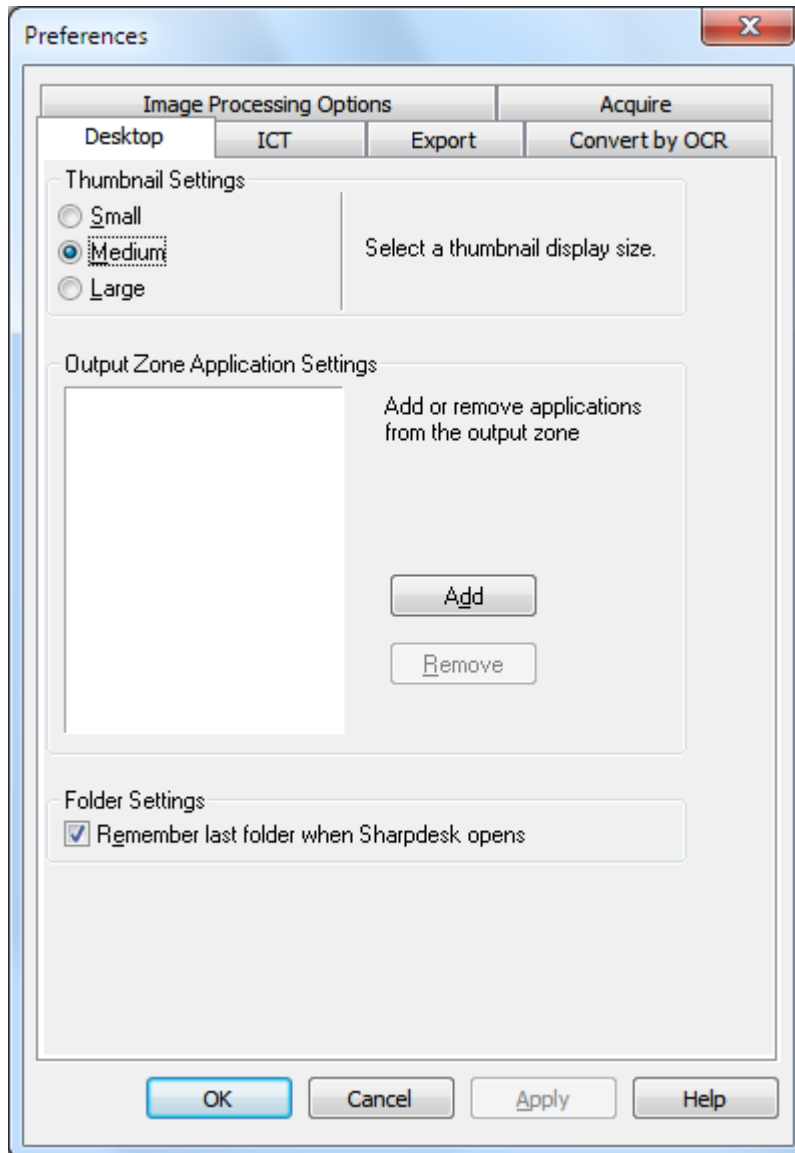 Preferences
Image Processing Options Acquire
Desktop ICT Export Convert by OCR
Thumbnail Settings
Small
Medium
Large
Select a thumbnail display size.
Output Zone Application Settings
Add or remove applications
from the output zone
Add
Remove
Folder Settings
Remember last folder when Sharpdesk opens
OK Cancel Apply Help